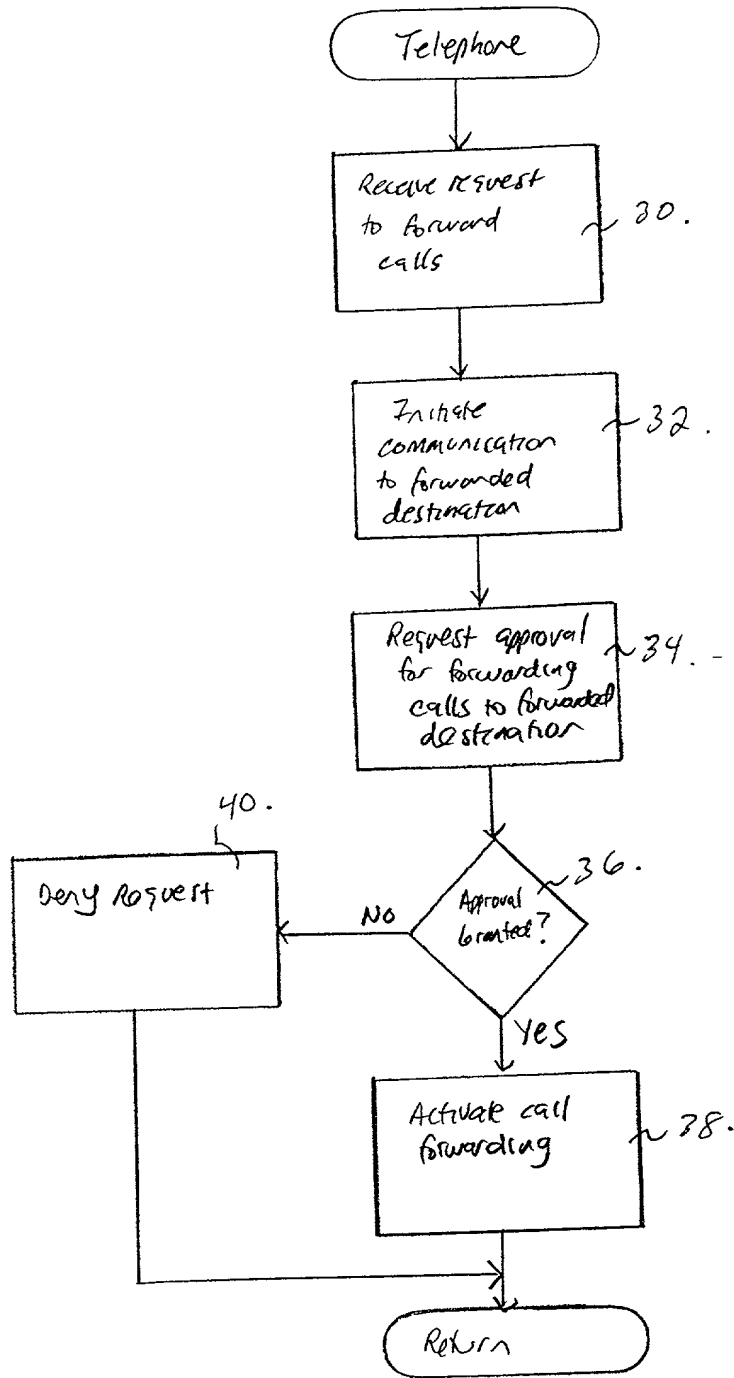 Telephone
Receive request
to forward
calls
30.
Initiate
communication
to forwarded
destination
32.
Request approval
for forwarding
calls to forwarded
destination
34.
40.
Deny Request
No
36.
Approval
Granted?
Yes
Activate call
forwarding
38.
Return